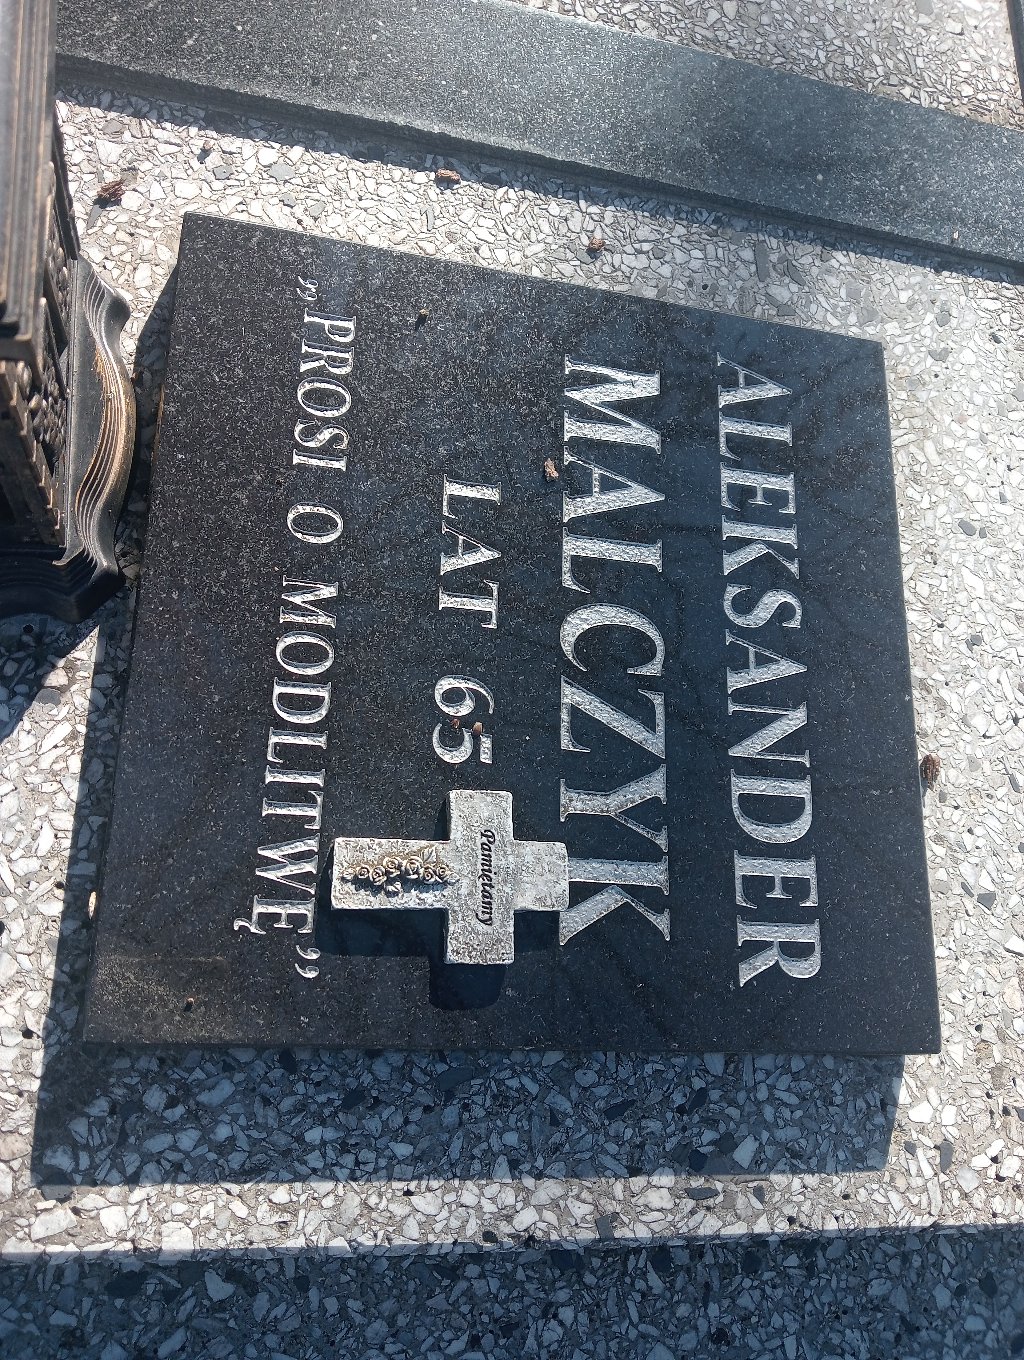 ALEKSANDER
MALCZYK
LAT 65
Pamiętamy
„PROSI O MODLITWĘ”